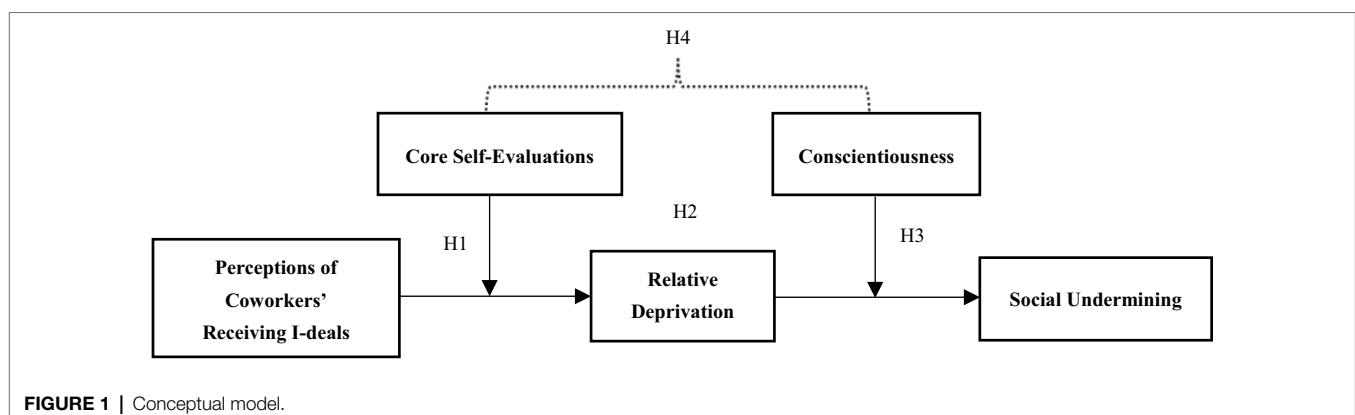 H4
Core Self-Evaluations
Conscientiousness
H2
H1
H3
Perceptions of
Coworkers’
Receiving I-deals
Relative
Deprivation
Social Undermining
FIGURE 1 | Conceptual model.